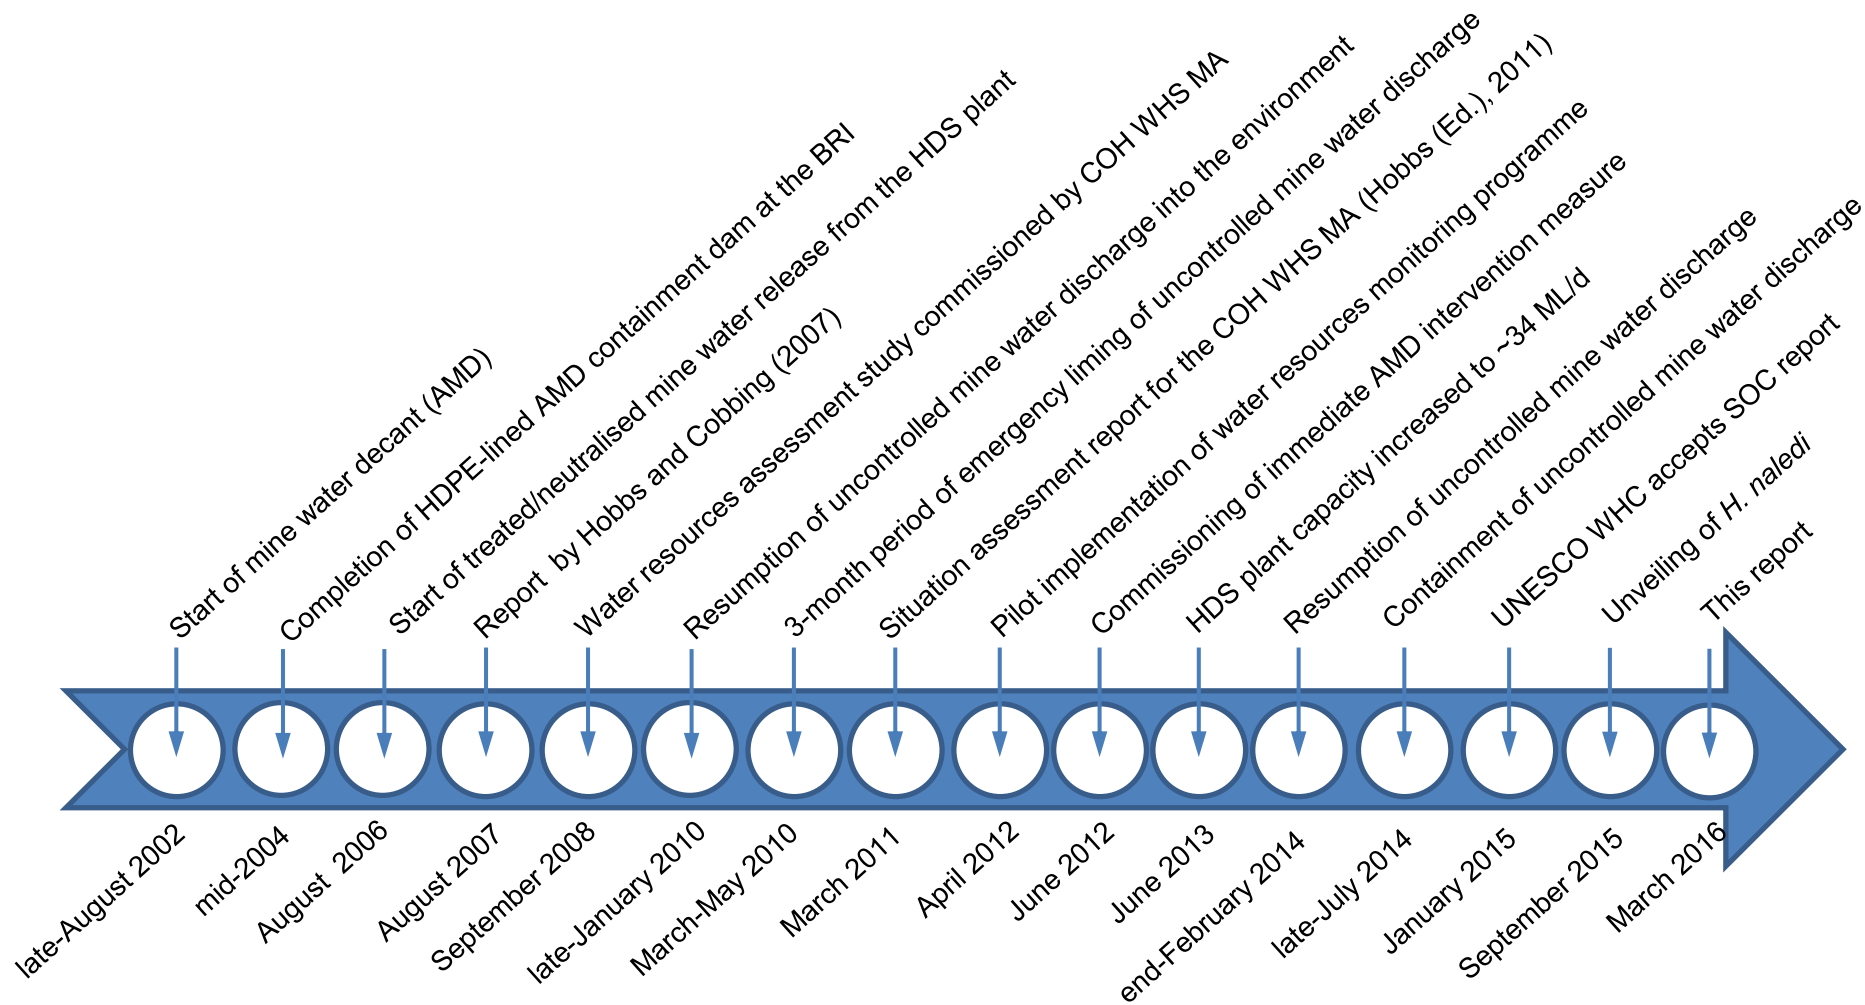 Start of mine water decant (AMD)
Completion of HDPE-lined AMD containment dam at the BRI
Start of treated/neutralised mine water release from the HDS plant
Report  by Hobbs and Cobbing (2007)
Water resources assessment study commissioned by COH WHS MA
Resumption of uncontrolled mine water discharge into the environment
3-month period of emergency liming of uncontrolled mine water discharge
Situation assessment report for the COH WHS MA (Hobbs (Ed.), 2011)
Pilot implementation of water resources monitoring programme
Commissioning of immediate AMD intervention measure
HDS plant capacity increased to ~34 ML/d
Resumption of uncontrolled mine water discharge
Containment of uncontrolled mine water discharge
UNESCO WHC accepts SOC report
Unveiling of H. naledi
This report
late-August 2002
mid-2004
August  2006
August 2007
September 2008
late-January 2010
March-May 2010
March 2011
April 2012
June 2012
June 2013
end-February 2014
late-July 2014
January 2015
September 2015
March 2016